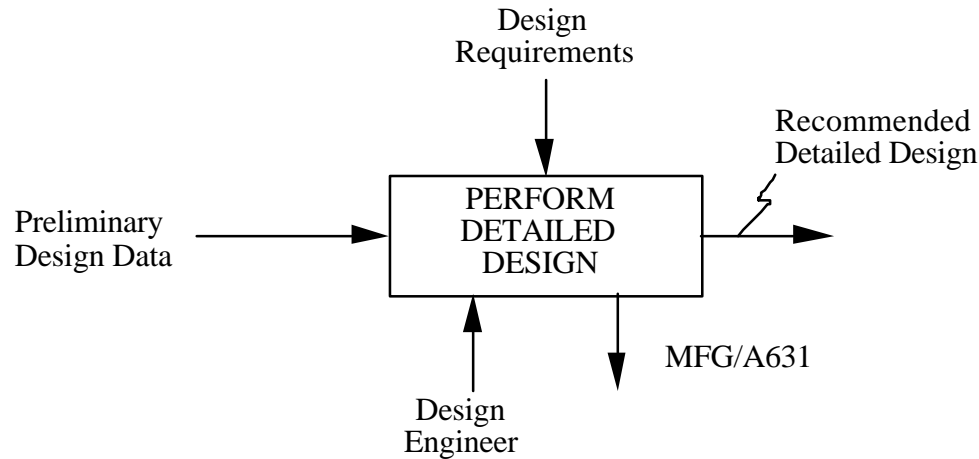 Design
Requirements
Recommended
Detailed Design
PERFORM
DETAILED
DESIGN
Preliminary
Design Data
MFG/A631
Design
Engineer